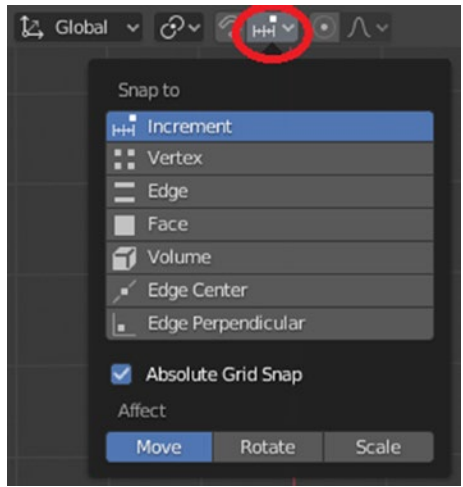 Global
Snap to
Increment
Vertex
Edge
Face
Volume
Edge Center
Edge Perpendicular
Absolute Grid Snap
Affect
Move Rotate Scale